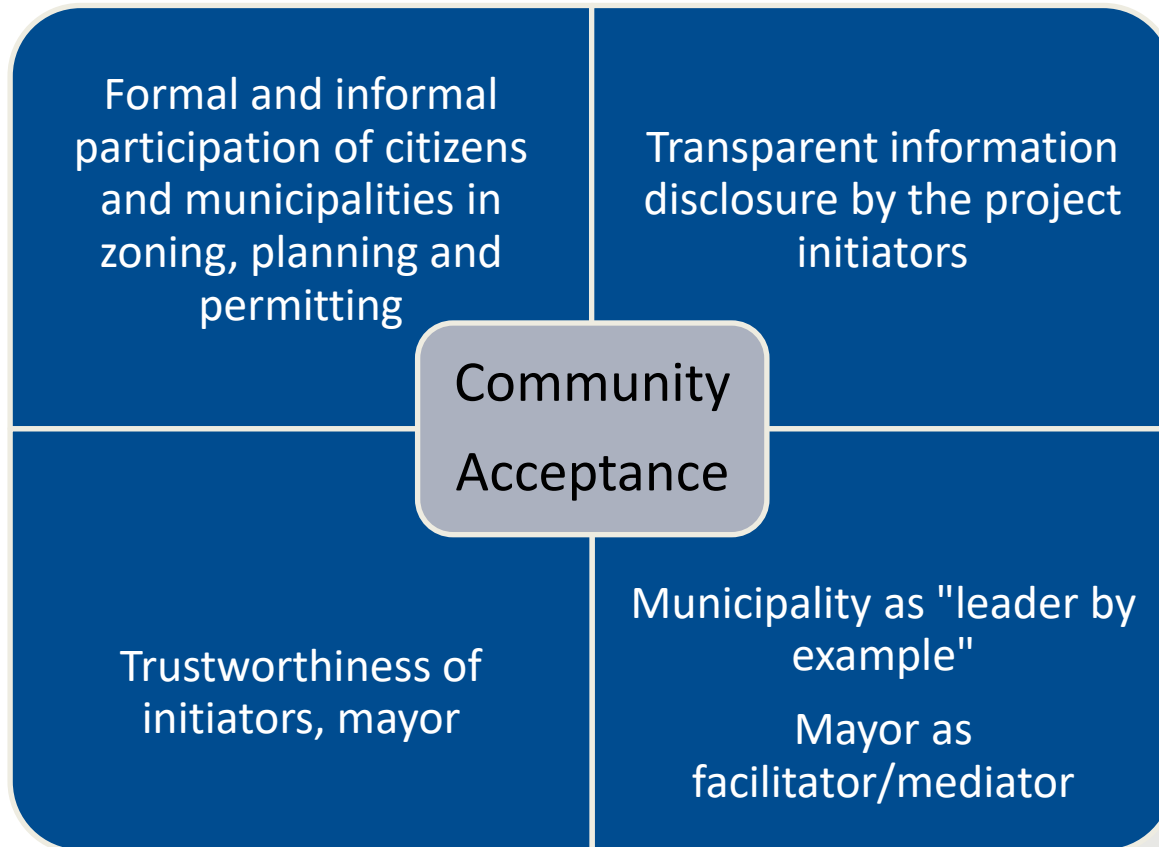 Formal and informal
participation of citizens
and municipalities in
zoning, planning and
permitting
Transparent information
disclosure by the project
initiators
Community
Acceptance
Trustworthiness of
initiators, mayor
Municipality as "leader by
example"
Mayor as
facilitator/mediator